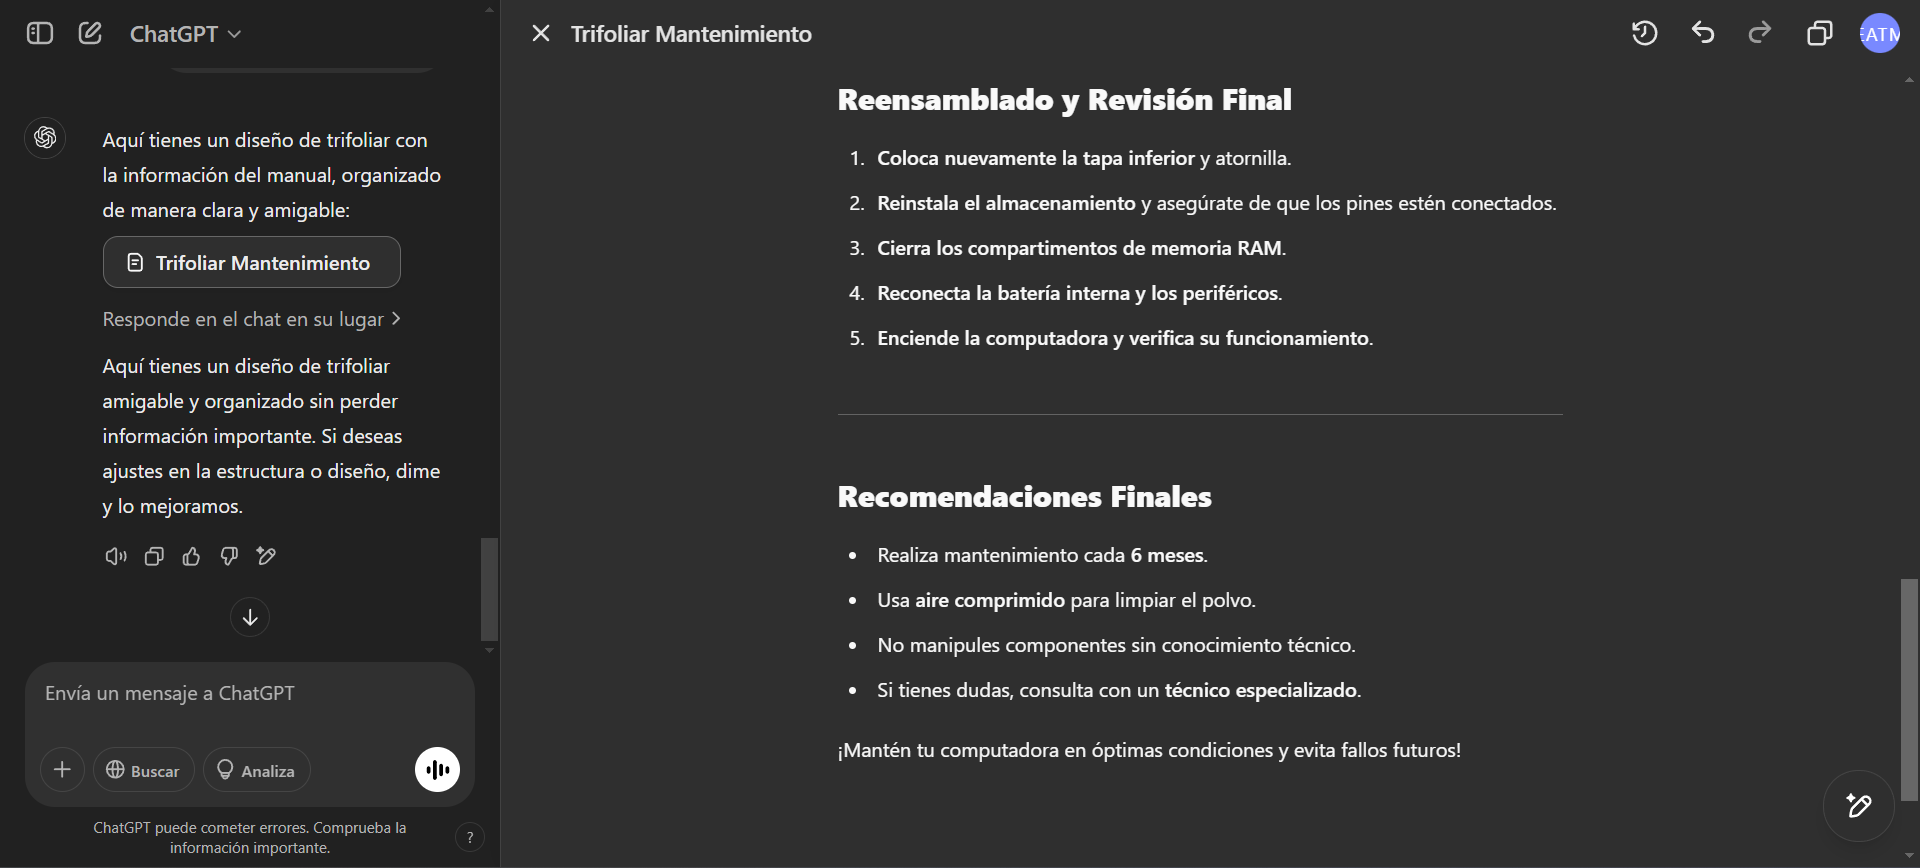 ChatGPT
Aquí tienes un diseño de trifoliar con
la información del manual, organizado
de manera clara y amigable:
Trifoliar Mantenimiento
Responde en el chat en su lugar
Aquí tienes un diseño de trifoliar
amigable y organizado sin perder
información importante. Si deseas
ajustes en la estructura o diseño, dime
y lo mejoramos.
Envía un mensaje a ChatGPT
Buscar
Analiza
ChatGPT puede cometer errores. Comprueba la
información importante.
?
Trifoliar Mantenimiento
EATM
Reensamblado y Revisión Final
1. Coloca nuevamente la tapa inferior y atornilla.
2. Reinstala el almacenamiento y asegúrate de que los pines estén conectados.
3. Cierra los compartimentos de memoria RAM.
4. Reconecta la batería interna y los periféricos.
5. Enciende la computadora y verifica su funcionamiento.
Recomendaciones Finales
• Realiza mantenimiento cada 6 meses.
• Usa aire comprimido para limpiar el polvo.
• No manipules componentes sin conocimiento técnico.
• Si tienes dudas, consulta con un técnico especializado.
¡Mantén tu computadora en óptimas condiciones y evita fallos futuros!